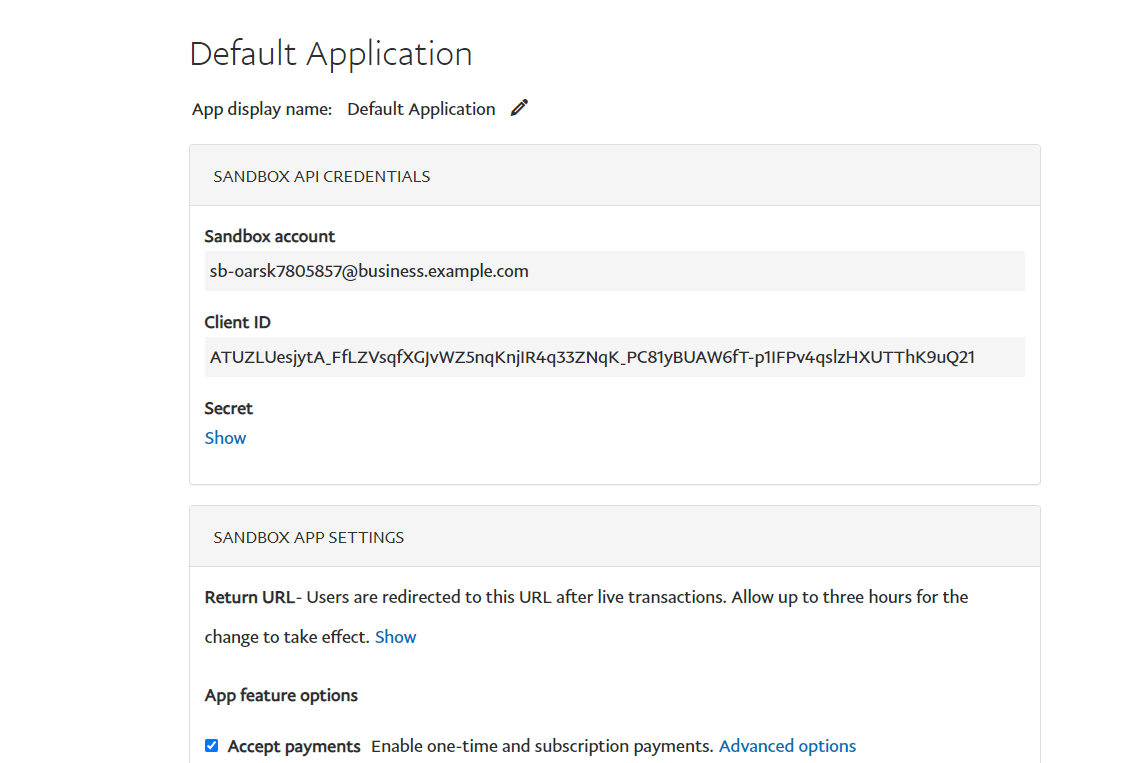 Default Application
App display name: Default Application
SANDBOX API CREDENTIALS
Sandbox account
sb-oarsk7805857@business.example.com
Client ID
ATUZLUesjytA_FfLZVsqfXGJvWZ5nqKnjIR4q33ZNqK_PC81yBUAW6fT-p1IFPv4qslzHXUTThK9uQ21
Secret
Show
SANDBOX APP SETTINGS
Return URL- Users are redirected to this URL after live transactions. Allow up to three hours for the
change to take effect. Show
App feature options
Accept payments Enable one-time and subscription payments. Advanced options